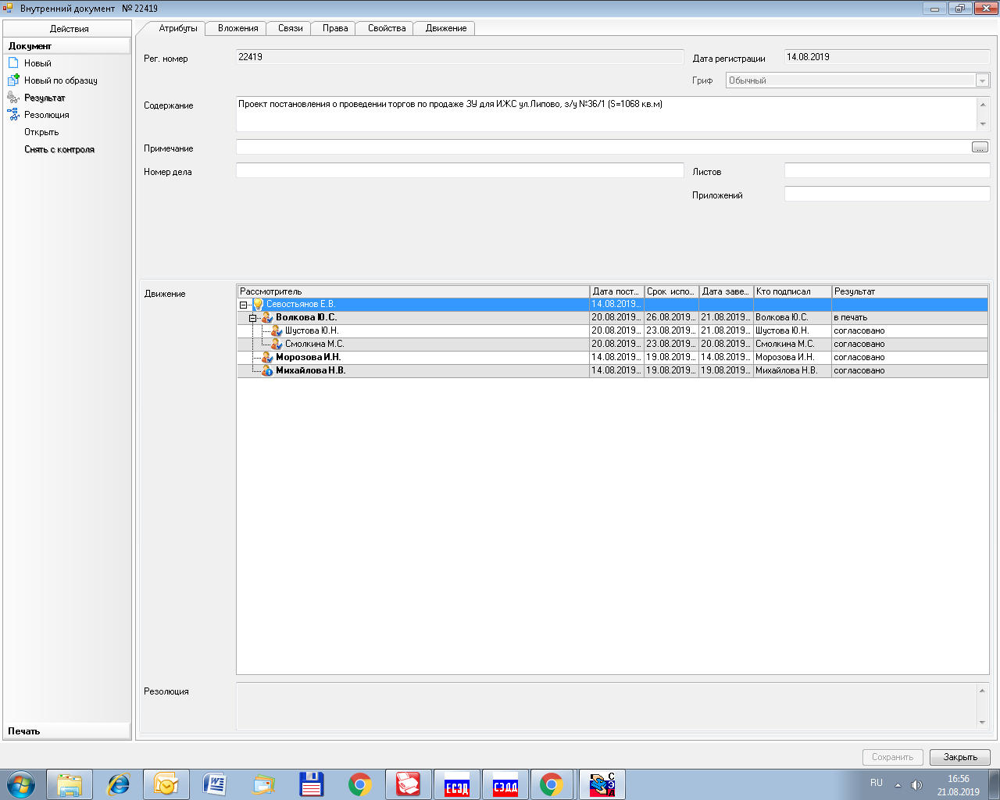 Внутренний документ № 22419
Действия
Документ
Новый
Новый по образцу
Результат
Резолюция
Открыть
Снять с контроля
Печать
Атрибуты Вложения Связи Права Свойства Движение
Рег. номер 22419 Дата регистрации 14.08.2019
Гриф Обычный
Содержание Проект постановления о проведении торгов по продаже ЗУ для ИЖС ул.Липово, з/у №36/1 (S=1068 кв.м)
Примечание ...
Номер дела Листов
Приложений
Движение
Рассмотритель Дата пост... Срок испо... Дата заве... Кто подписал Результат
Севостьянов Е.В. 14.08.2019...
Волкова Ю.С. 20.08.2019... 26.08.2019... 21.08.2019... Волкова Ю.С. в печать
Шустова Ю.Н. 20.08.2019... 23.08.2019... 21.08.2019... Шустова Ю.Н. согласовано
Смолкина М.С. 20.08.2019... 23.08.2019... 20.08.2019... Смолкина М.С. согласовано
Морозова И.Н. 14.08.2019... 19.08.2019... 14.08.2019... Морозова И.Н. согласовано
Михайлова Н.В. 14.08.2019... 19.08.2019... 19.08.2019... Михайлова Н.В. согласовано
Резолюция
Сохранить Закрыть
ЕСЭД СЭДД СЭД
RU 16:56
21.08.2019